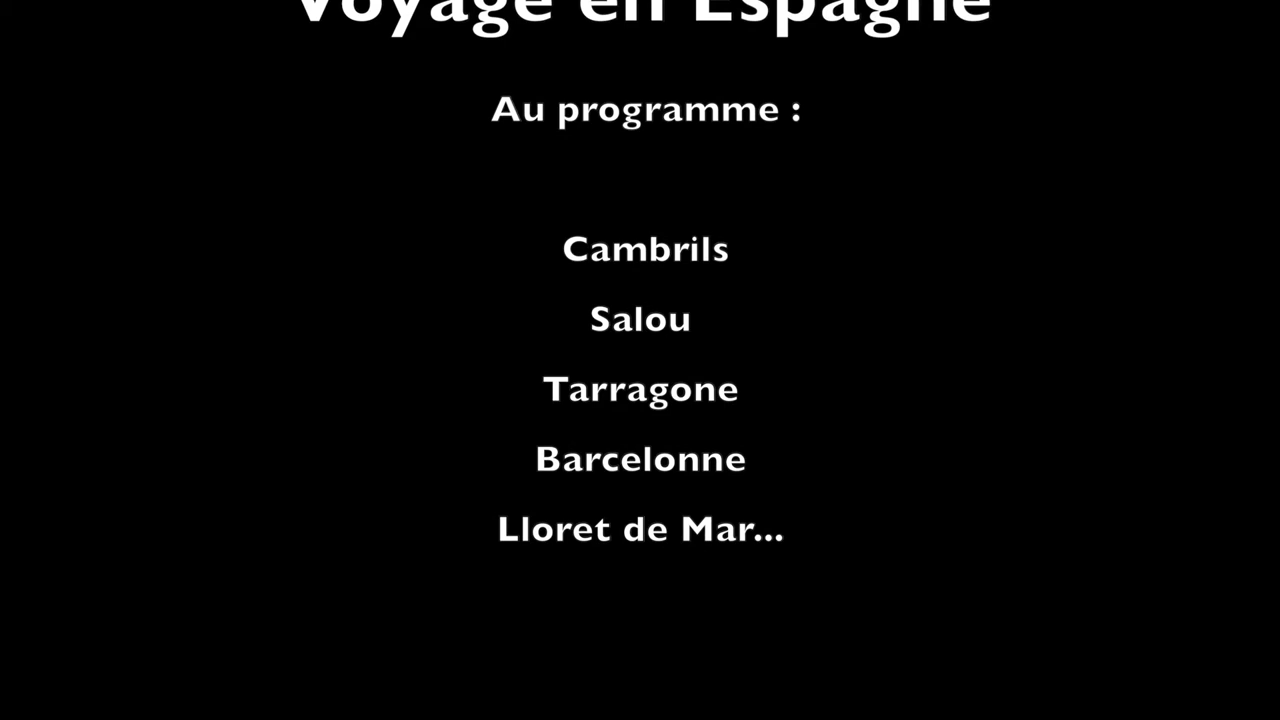 Voyage en Espagne
Au programme :
Cambrils
Salou
Tarragone
Barcelonne
Lloret de Mar...